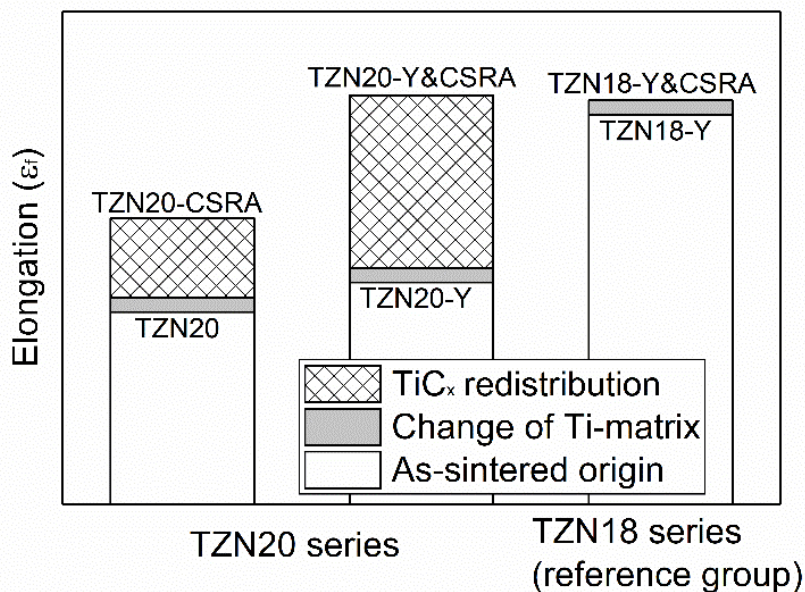 Elongation (εf)
TZN20-CSRA
TZN20
TZN20-Y&CSRA
TZN20-Y
TZN18-Y&CSRA
TZN18-Y
TiCx redistribution
Change of Ti-matrix
As-sintered origin
TZN20 series
TZN18 series
(reference group)